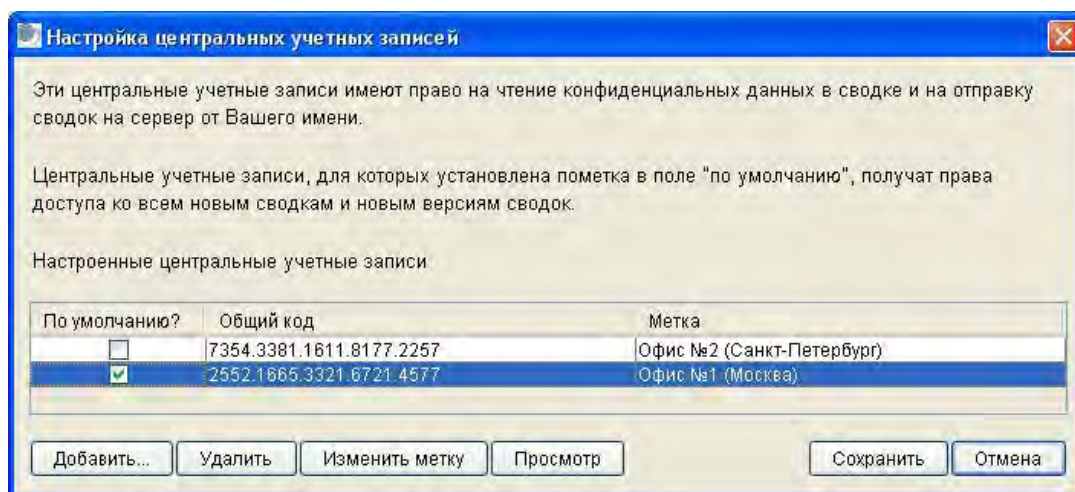 Настройка центральных учетных записей
Эти центральные учетные записи имеют право на чтение конфиденциальных данных в сводке и на отправку
сводок на сервер от Вашего имени.
Центральные учетные записи, для которых установлена пометка в поле "по умолчанию", получат права
доступа ко всем новым сводкам и новым версиям сводок.
Настроенные центральные учетные записи
По умолчанию? Общий код Метка
7354.3381.1611.8177.2257 Офис №2 (Санкт-Петербург)
2552.1665.3321.6721.4577 Офис №1 (Москва)
Добавить... Удалить Изменить метку Просмотр Сохранить Отмена